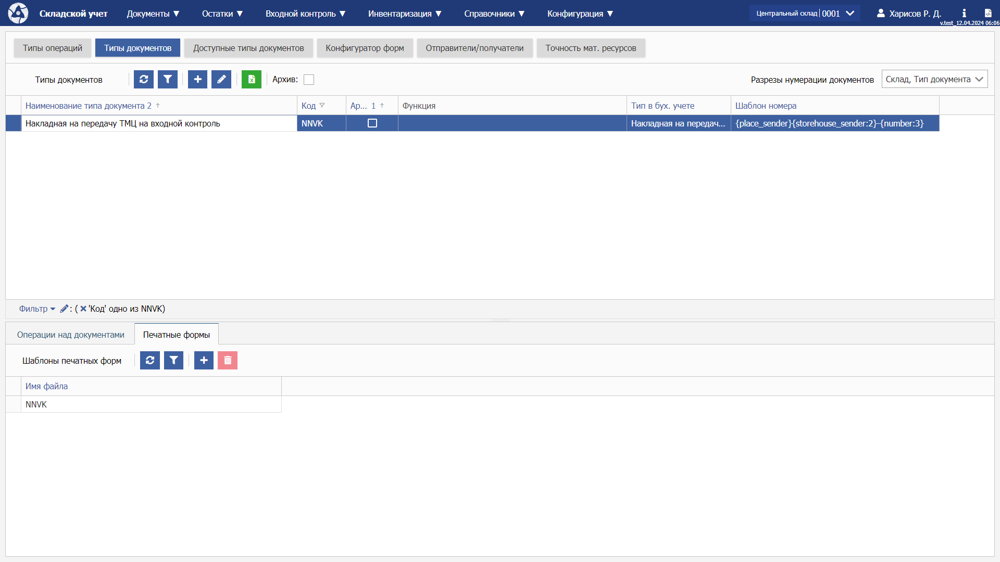 Складской учет Документы ▼ Остатки ▼ Входной контроль ▼ Инвентаризация ▼ Справочники ▼ Конфигурация ▼ Центральный склад | 0001 Харисов Р. Д.
v.test_12.04.2024 06:06
Типы операций Типы документов Доступные типы документов Конфигуратор форм Отправители/получатели Точность мат. ресурсов
Типы документов Архив: Разрезы нумерации документов Склад, Тип документа
Наименование типа документа 2 ↑ Код Ар... 1 ↑ Функция Тип в бух. учете Шаблон номера
Накладная на передачу ТМЦ на входной контроль NNVK Накладная на передач... {place_sender}{storehouse_sender:2}-{number:3}
Фильтр : ( 'Код' одно из NNVK)
Операции над документами Печатные формы
Шаблоны печатных форм
Имя файла
NNVK